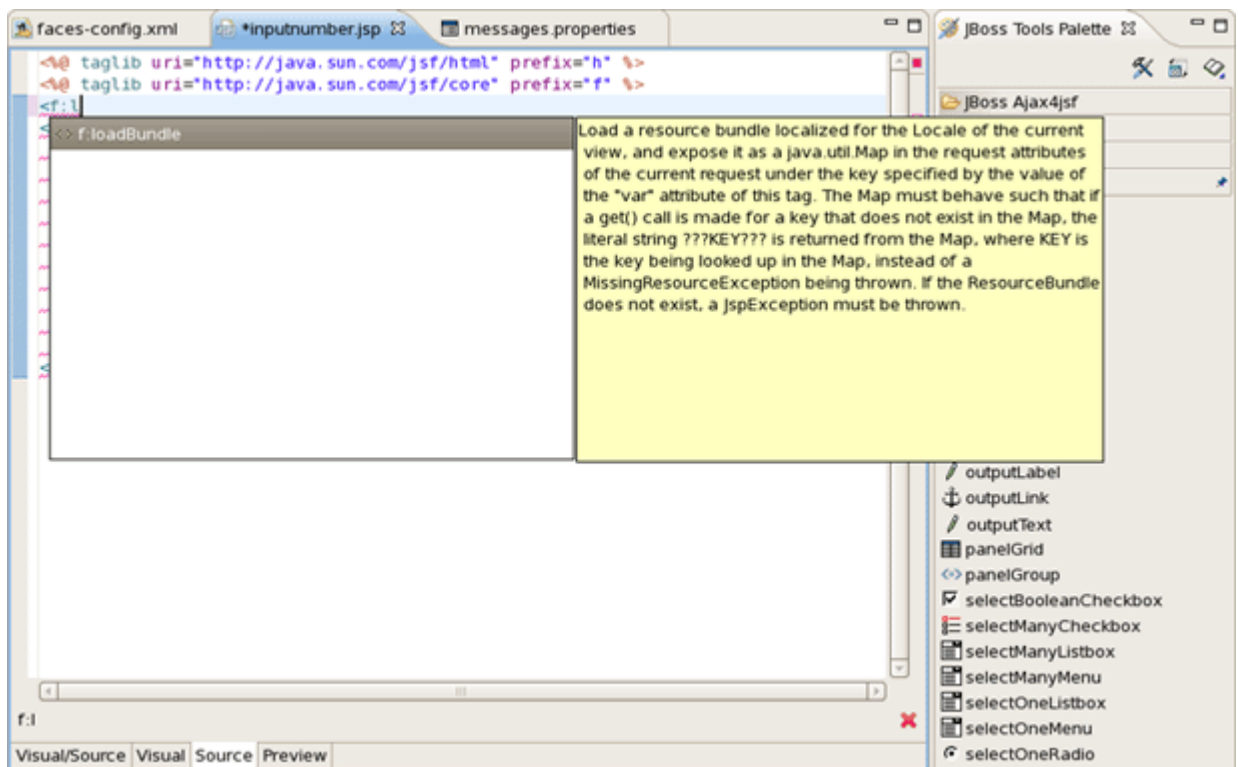 faces-config.xml
*inputnumber.jsp
messages.properties
JBoss Tools Palette
<%@ taglib uri="http://java.sun.com/jsf/html" prefix="h" %>
<%@ taglib uri="http://java.sun.com/jsf/core" prefix="f" %>
<f:l
JBoss Ajax4jsf
f:loadBundle
Load a resource bundle localized for the Locale of the current
view, and expose it as a java.util.Map in the request attributes
of the current request under the key specified by the value of
the "var" attribute of this tag. The Map must behave such that if
a get() call is made for a key that does not exist in the Map, the
literal string ???KEY??? is returned from the Map, where KEY is
the key being looked up in the Map, instead of a
MissingResourceException being thrown. If the ResourceBundle
does not exist, a JspException must be thrown.
outputLabel
outputLink
outputText
panelGrid
panelGroup
selectBooleanCheckbox
selectManyCheckbox
selectManyListbox
selectManyMenu
selectOneListbox
selectOneMenu
selectOneRadio
f:l
Visual/Source Visual Source Preview